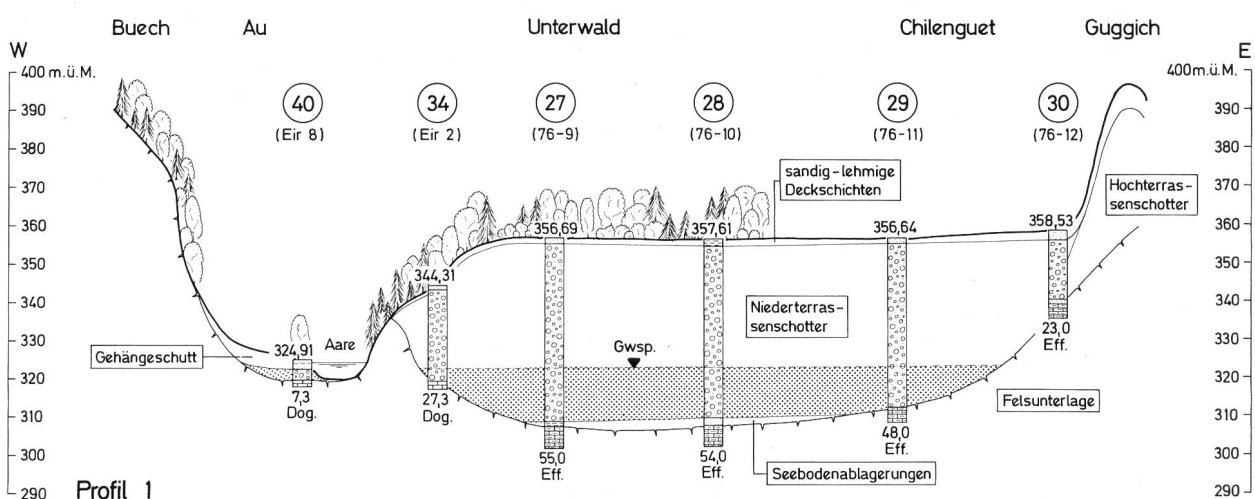 Buech Au Unterwald Chilenguet Guggich
W E
400 m.ü.M. 400 m.ü.M.
40 34 27 28 29 30
(Eir 8) (Eir 2) (76-9) (76-10) (76-11) (76-12)
390 390
380 380
370 370
360 360
350 350
340 340
330 330
320 320
310 310
300 300
290 290
sandig-lehmige
Deckschichten
Hochterras-
senschotter
356,69 357,61 356,64 358,53
344,31
Niederterras-
senschotter
324,91 Aare
Gehängeschutt
Gwsp.
23,0
Eff.
7,3
Dog.
27,3
Dog.
Felsunterlage
48,0
Eff.
55,0
Eff.
54,0
Eff.
Seebodenablagerungen
Profil 1